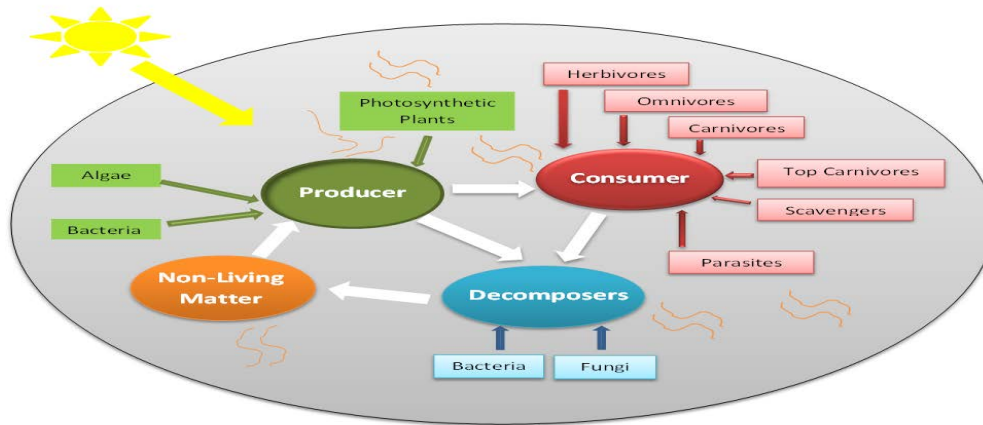 Herbivores
Omnivores
Photosynthetic
Plants
Carnivores
Algae
Producer
Consumer
Top Carnivores
Scavengers
Bacteria
Parasites
Non-Living
Matter
Decomposers
Bacteria
Fungi